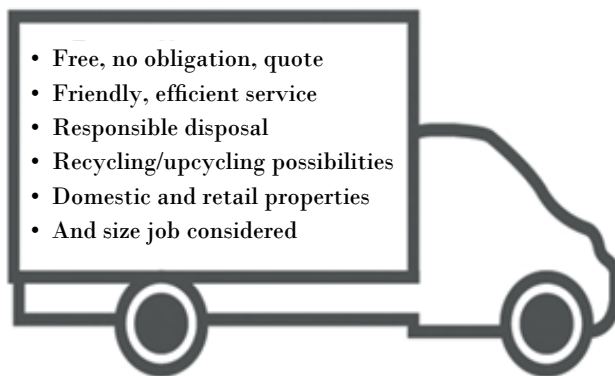 • Free, no obligation, quote
• Friendly, efficient service
• Responsible disposal
• Recycling/upcycling possibilities
• Domestic and retail properties
• And size job considered